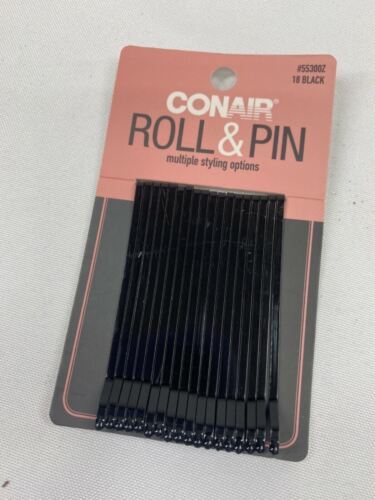 #55300Z
18 BLACK
CONAIR®
ROLL & PIN
multiple styling options